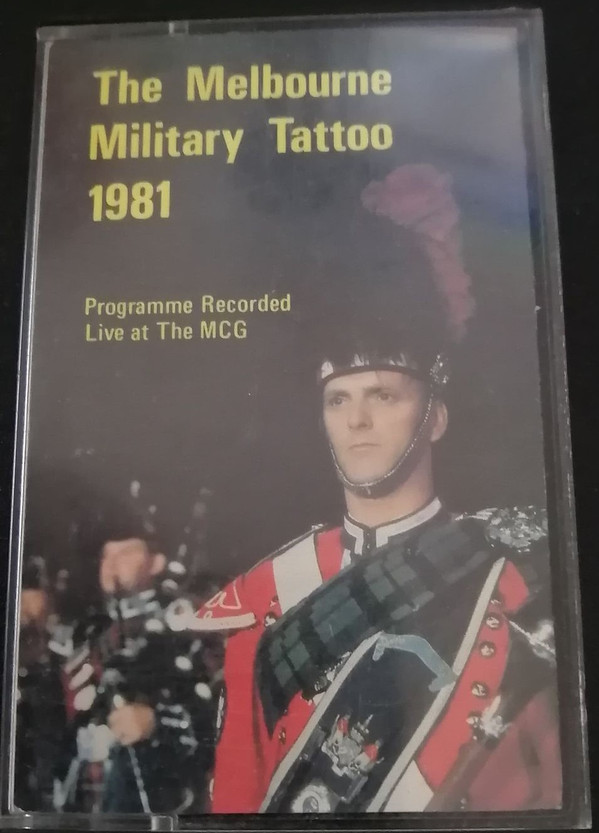 The Melbourne
Military Tattoo
1981
Programme Recorded
Live at The MCG